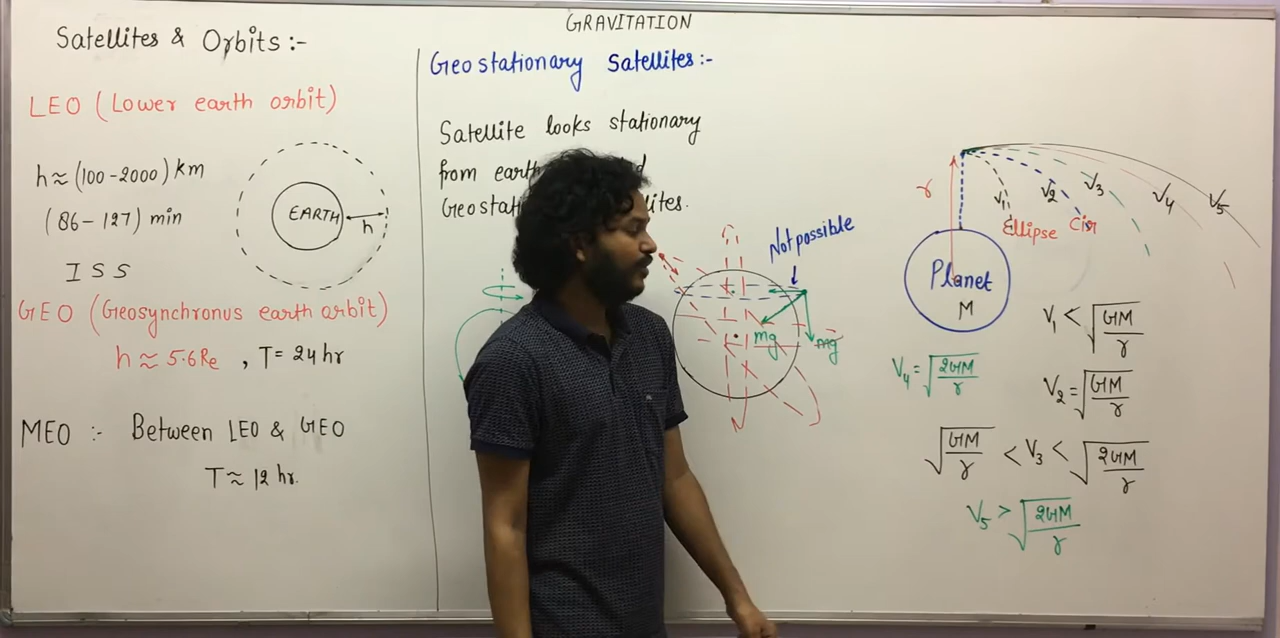 GRAVITATION
Satellites & Orbits :-
LEO (Lower earth orbit)
h ≈ (100-2000) km
(86-127) min
ISS
EARTH
h
GEO (Geosynchronus earth orbit)
h ≈ 5.6Re , T = 24 hr
MEO :- Between LEO & GEO
T ≈ 12 hr.
Geostationary Satellites :-
Satellite looks stationary
from
Not possible
mg
mg
r
V₁
V₂
V₃
V₄
V₅
Ellipse
Cir
Planet
M
V₁ < √(GM/r)
V₄ = √(2GM/r)
V₂ = √(GM/r)
√(GM/r) < V₃ < √(2GM/r)
V₅ > √(2GM/r)